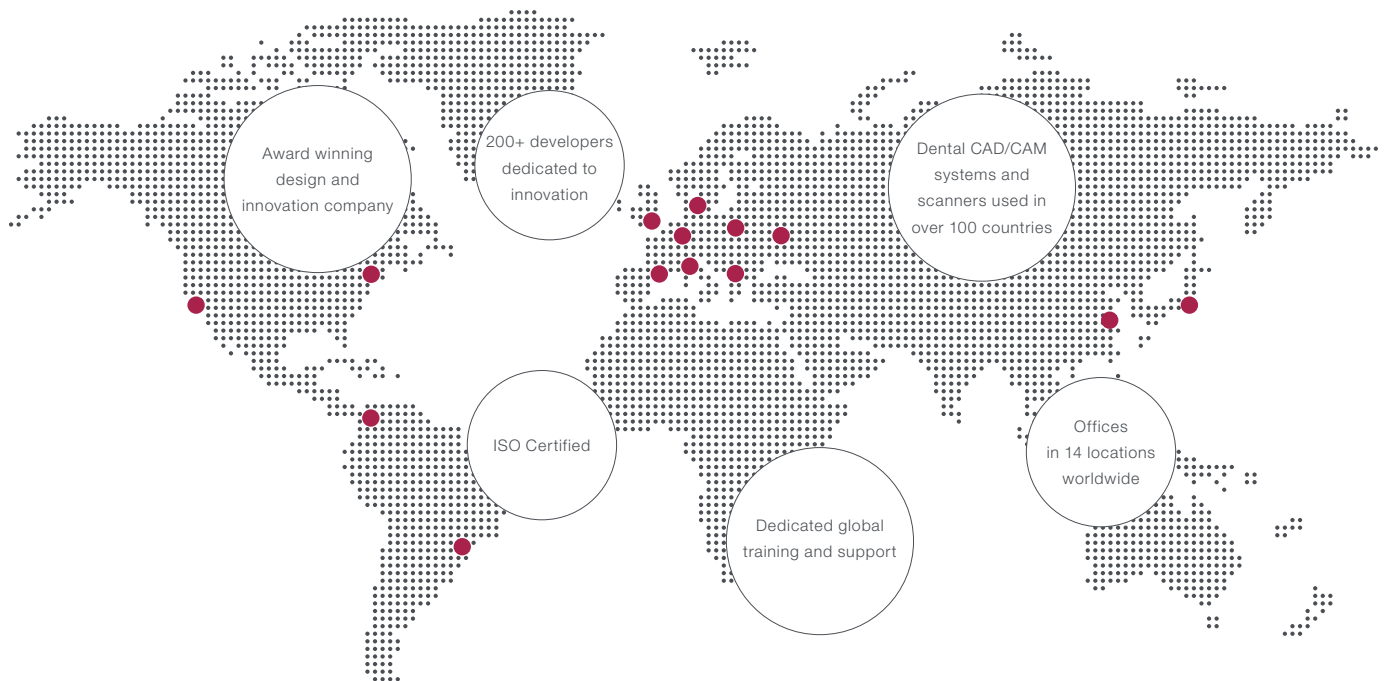 Award winning
design and
innovation company
200+ developers
dedicated to
innovation
Dental CAD/CAM
systems and
scanners used in
over 100 countries
ISO Certified
Dedicated global
training and support
Offices
in 14 locations
worldwide